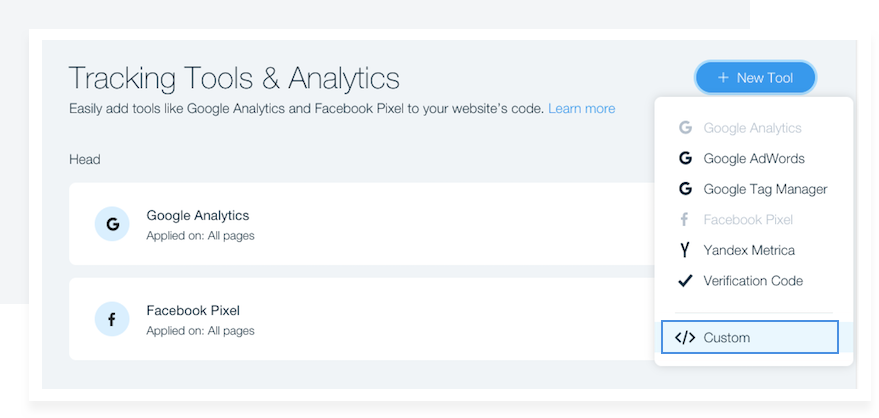 Tracking Tools & Analytics
+ New Tool
Easily add tools like Google Analytics and Facebook Pixel to your website's code. Learn more
Google Analytics
Google AdWords
Google Tag Manager
Facebook Pixel
Yandex Metrica
Verification Code
</> Custom
Head
Google Analytics
Applied on: All pages
Facebook Pixel
Applied on: All pages